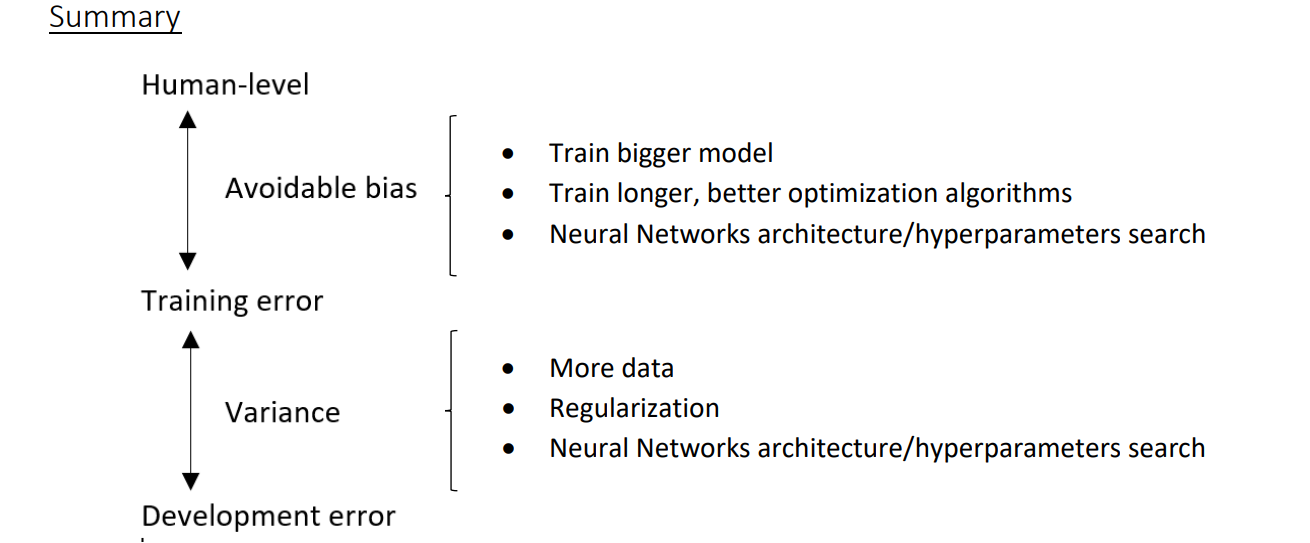 Summary
Human-level
Avoidable bias
• Train bigger model
• Train longer, better optimization algorithms
• Neural Networks architecture/hyperparameters search
Training error
Variance
• More data
• Regularization
• Neural Networks architecture/hyperparameters search
Development error